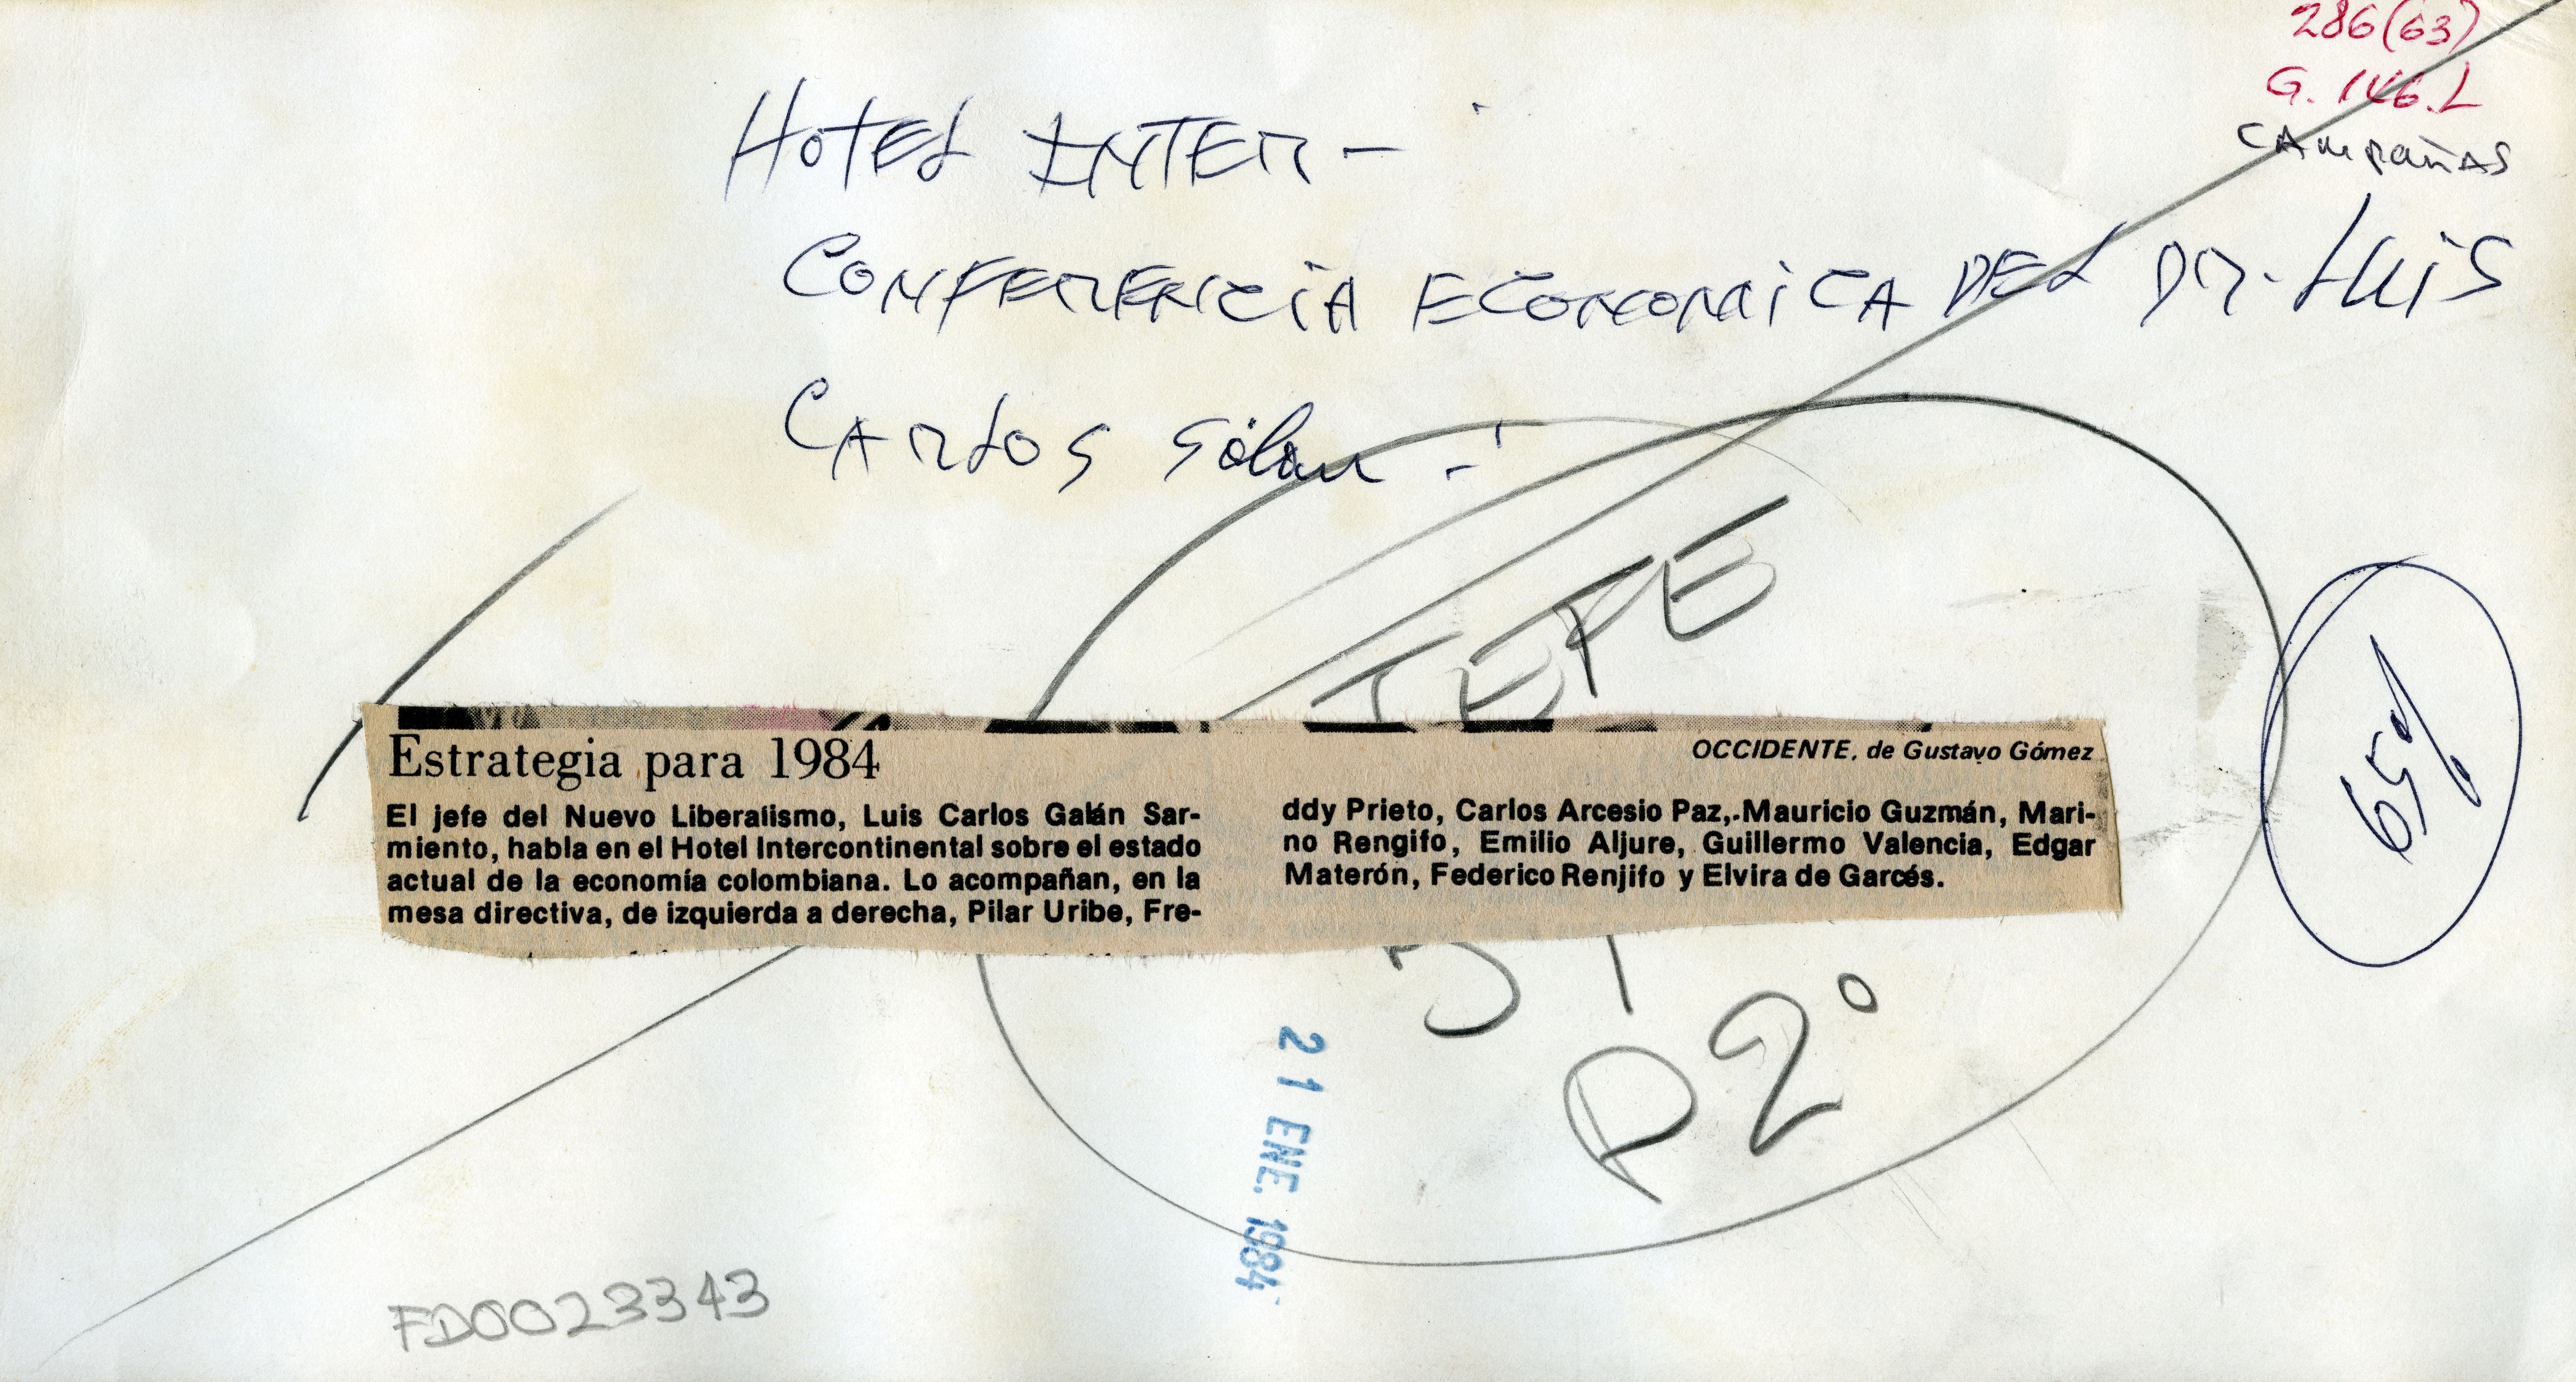 286(63)
G.146.L
CAMPAÑAS
HOTEL INTER-
CONFERENCIA ECONOMICA DEL DR. LUIS
CARLOS Gálan -
65%
Estrategia para 1984
OCCIDENTE, de Gustavo Gómez
El jefe del Nuevo Liberalismo, Luis Carlos Galán Sar-
miento, habla en el Hotel Intercontinental sobre el estado
actual de la economía colombiana. Lo acompañan, en la
mesa directiva, de izquierda a derecha, Pilar Uribe, Fre-
ddy Prieto, Carlos Arcesio Paz, Mauricio Guzmán, Mari-
no Rengifo, Emilio Aljure, Guillermo Valencia, Edgar
Materón, Federico Renjifo y Elvira de Garcés.
P2°
21 ENE. 1984
FD0023343